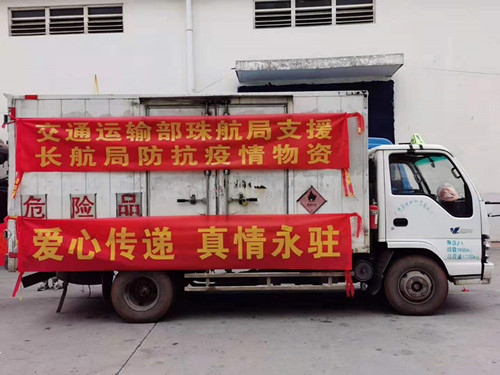 交通运输部珠航局支援
长航局防抗疫情物资
危险品
爱心传递 真情永驻